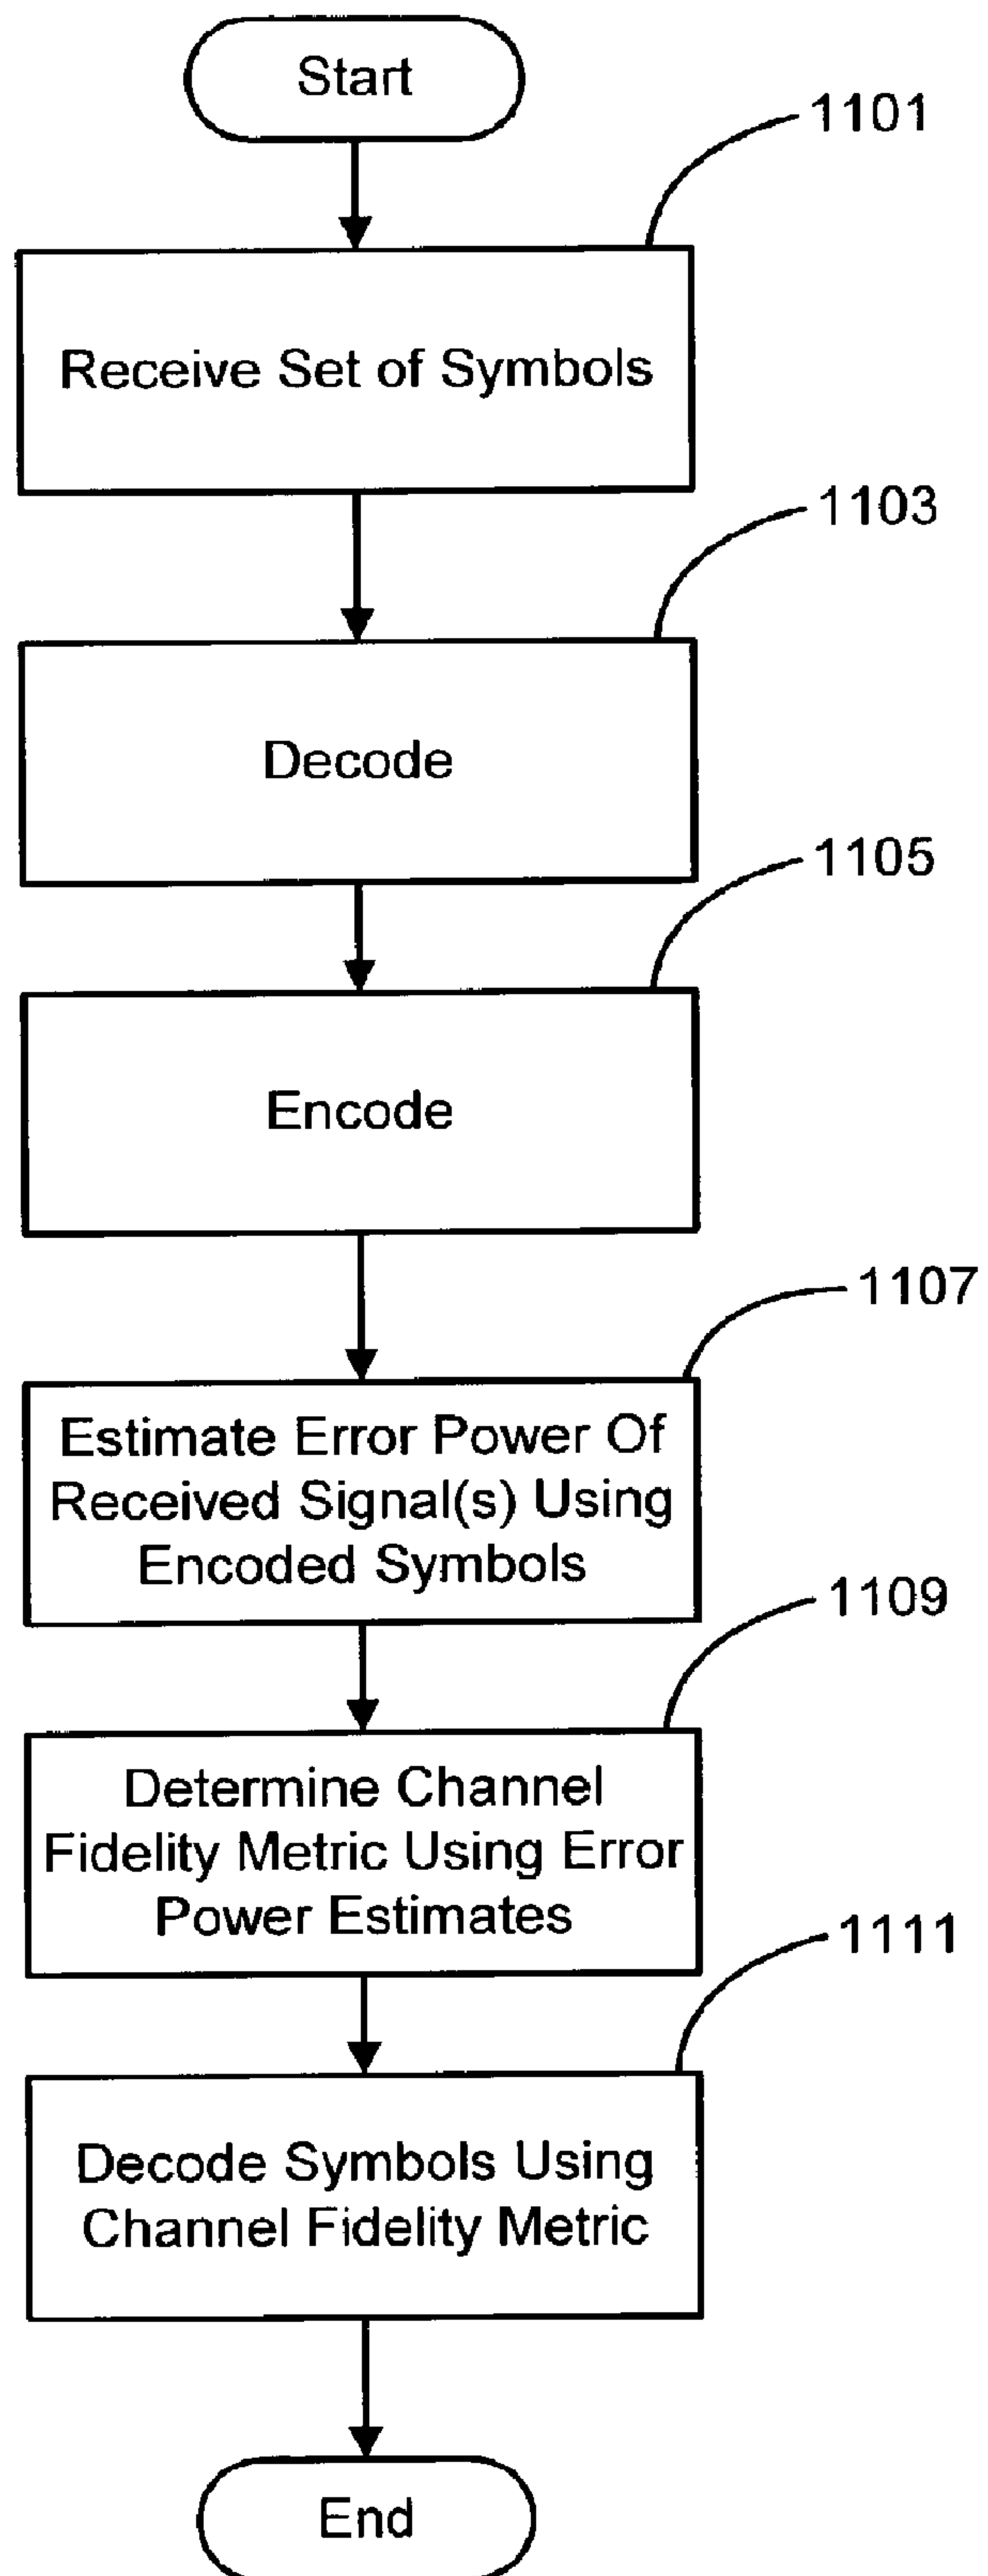 Start
1101
Receive Set of Symbols
1103
Decode
1105
Encode
1107
Estimate Error Power Of
Received Signal(s) Using
Encoded Symbols
1109
Determine Channel
Fidelity Metric Using Error
Power Estimates
1111
Decode Symbols Using
Channel Fidelity Metric
End